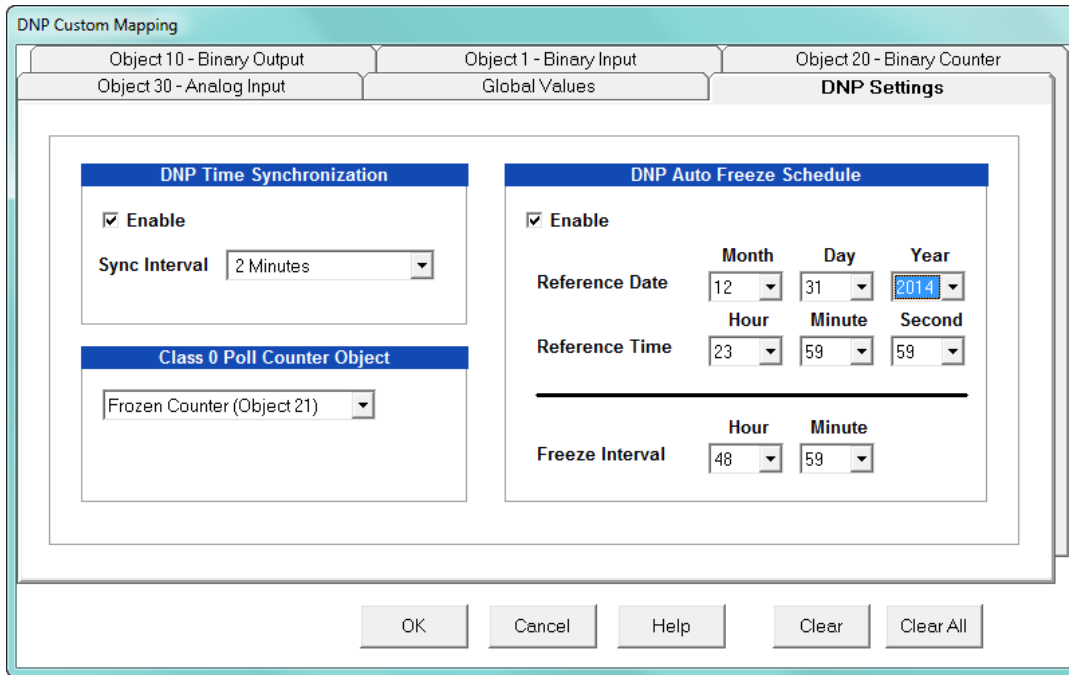 DNP Custom Mapping
Object 10 - Binary Output
Object 1 - Binary Input
Object 20 - Binary Counter
Object 30 - Analog Input
Global Values
DNP Settings
DNP Time Synchronization
Enable
Sync Interval
2 Minutes
Class 0 Poll Counter Object
Frozen Counter (Object 21)
DNP Auto Freeze Schedule
Enable
Month Day Year
Reference Date 12 31 2014
Hour Minute Second
Reference Time 23 59 59
Hour Minute
Freeze Interval 48 59
OK
Cancel
Help
Clear
Clear All